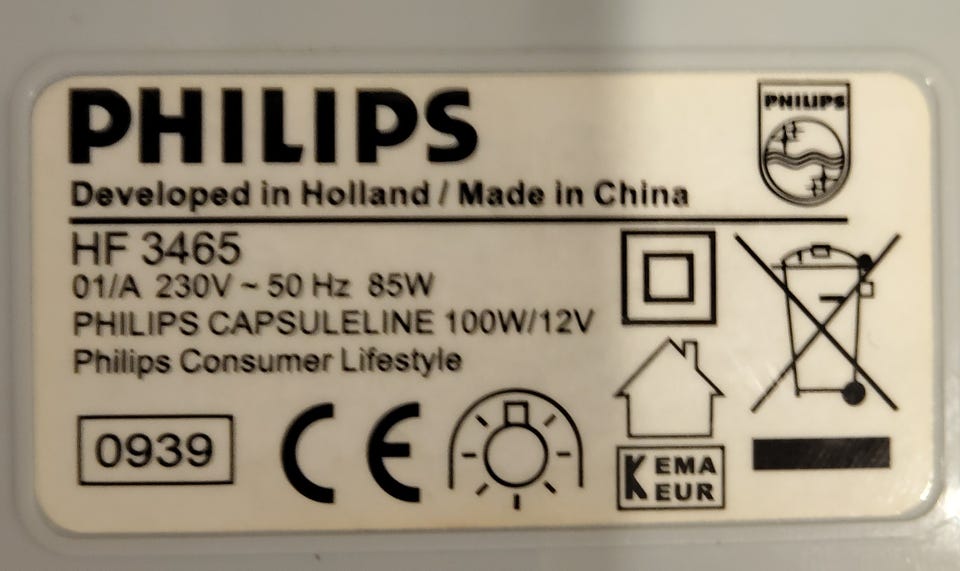 PHILIPS
PHILIPS
Developed in Holland / Made in China
HF 3465
01/A 230V ~ 50 Hz 85W
PHILIPS CAPSULELINE 100W/12V
Philips Consumer Lifestyle
0939
CE
KEMA
EUR